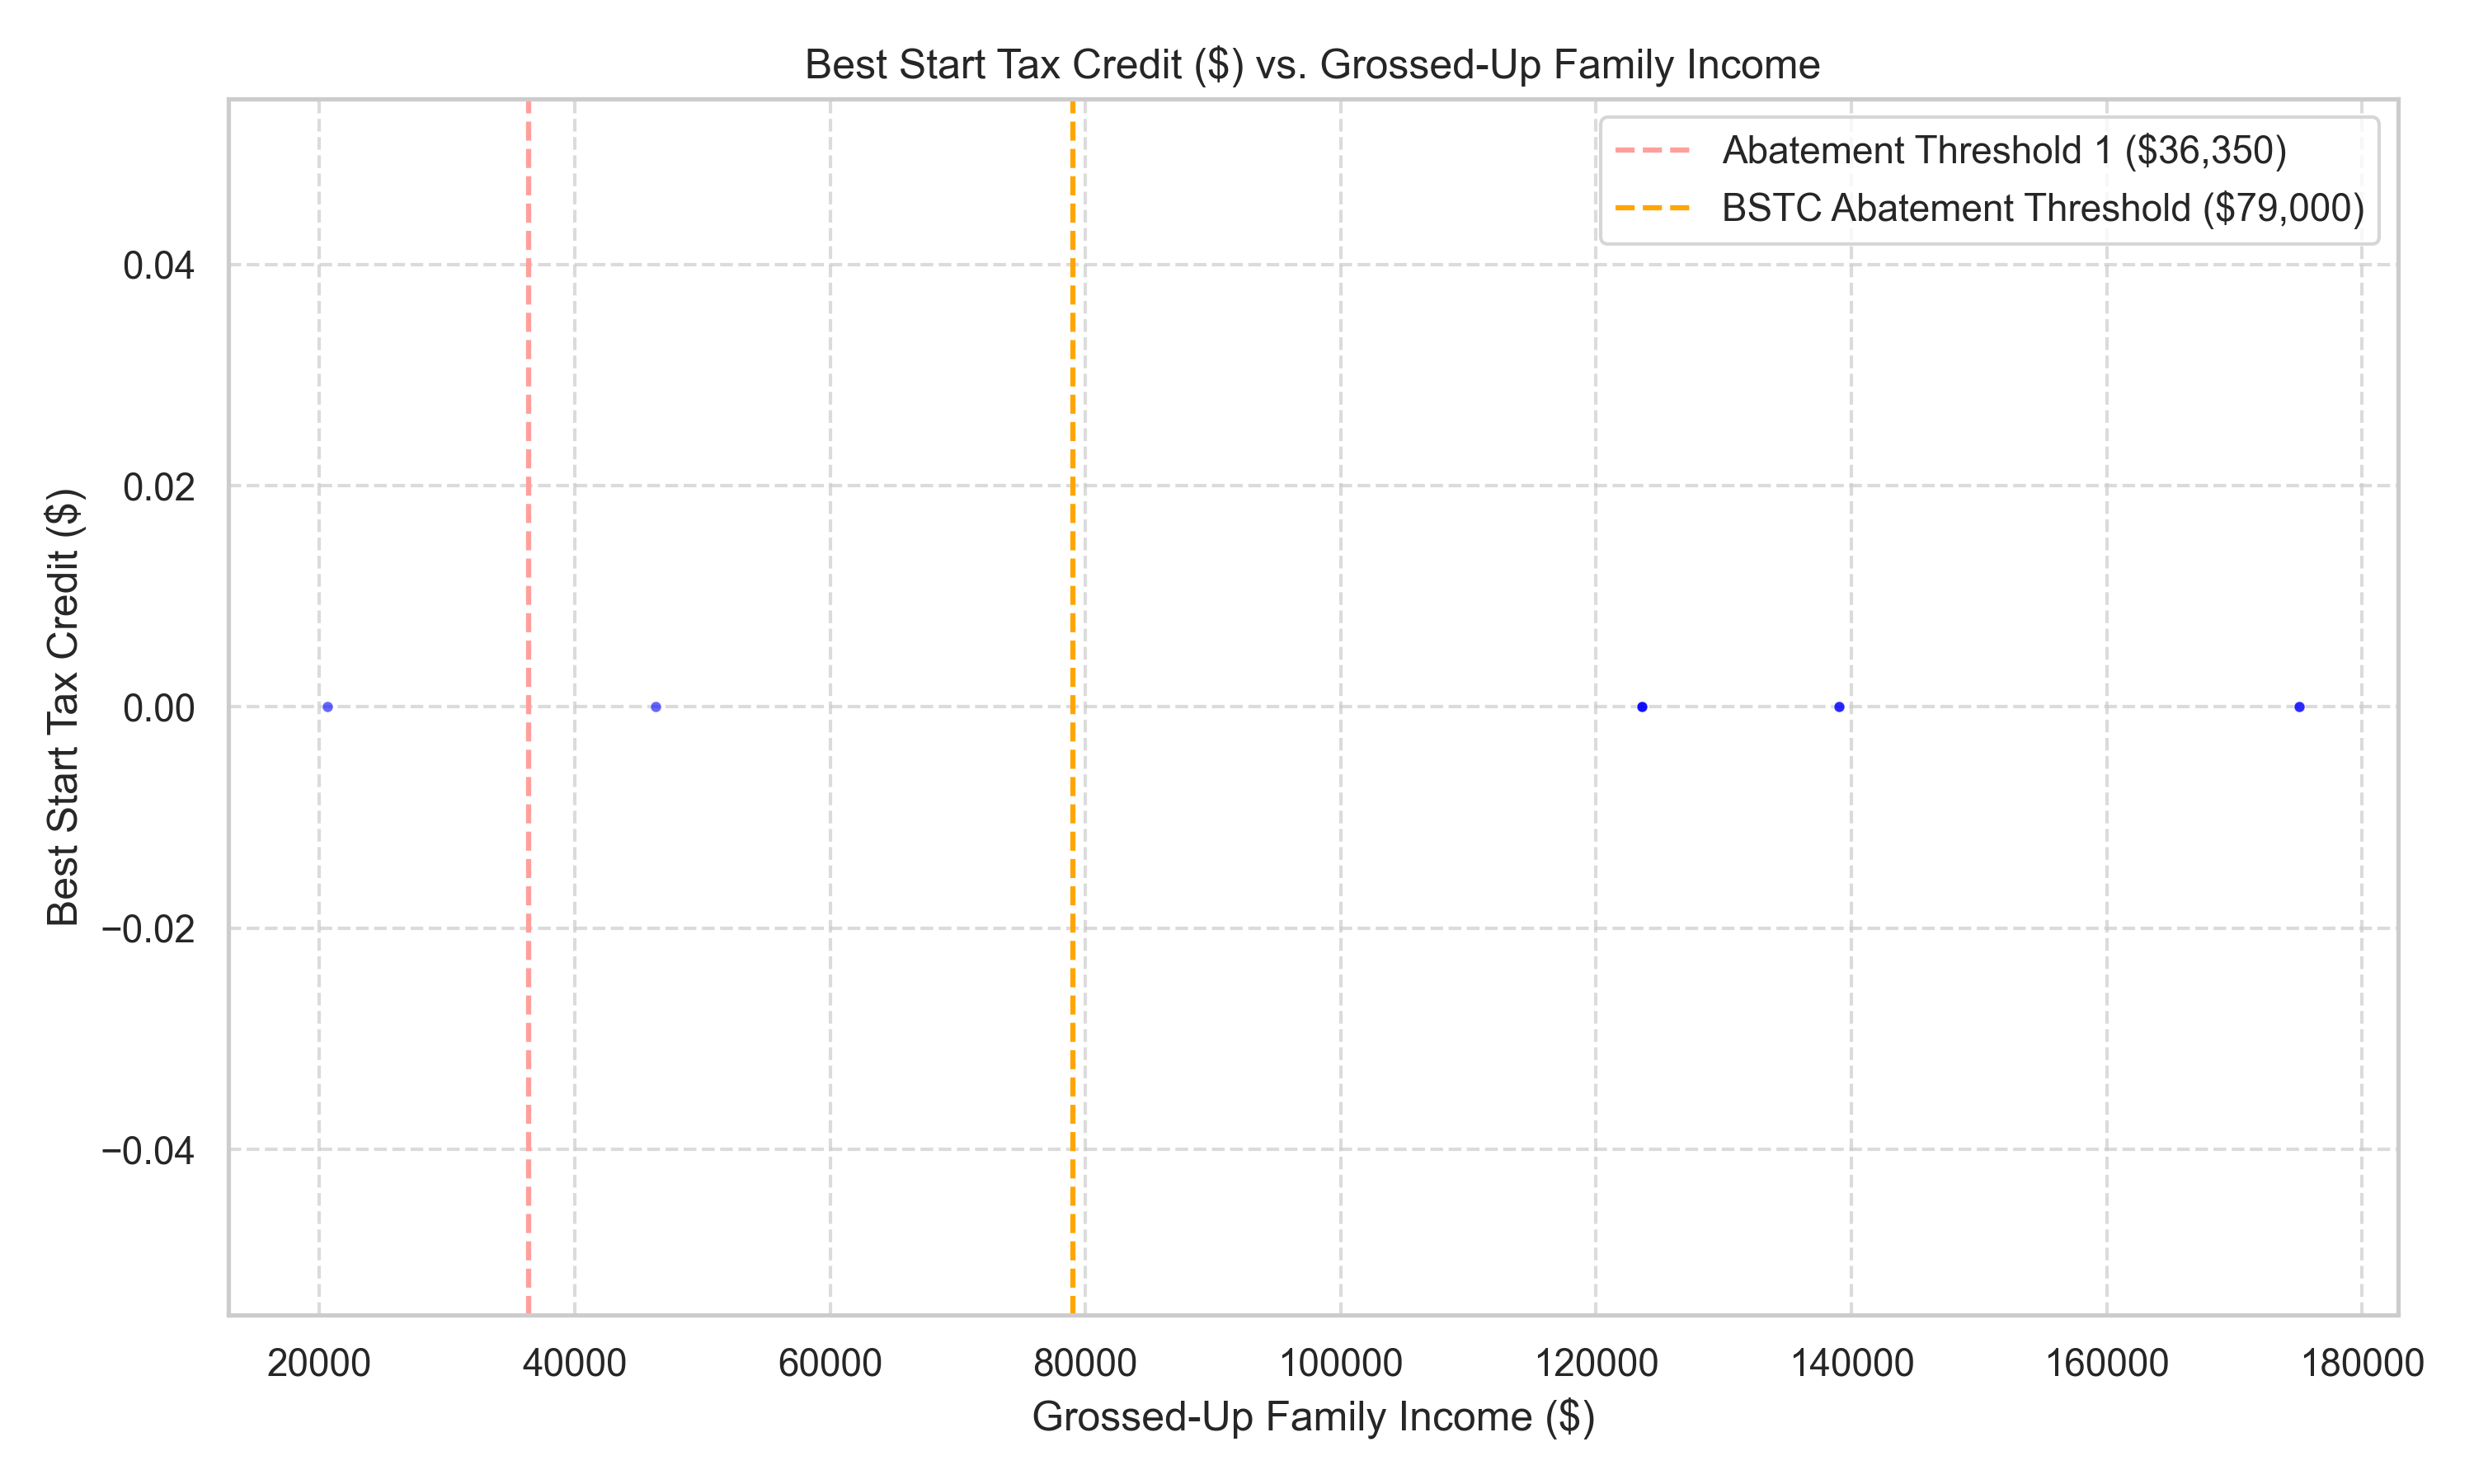 Best Start Tax Credit ($) vs. Grossed-Up Family Income
Abatement Threshold 1 ($36,350)
BSTC Abatement Threshold ($79,000)
Best Start Tax Credit ($)
0.04
0.02
0.00
−0.02
−0.04
20000 40000 60000 80000 100000 120000 140000 160000 180000
Grossed-Up Family Income ($)